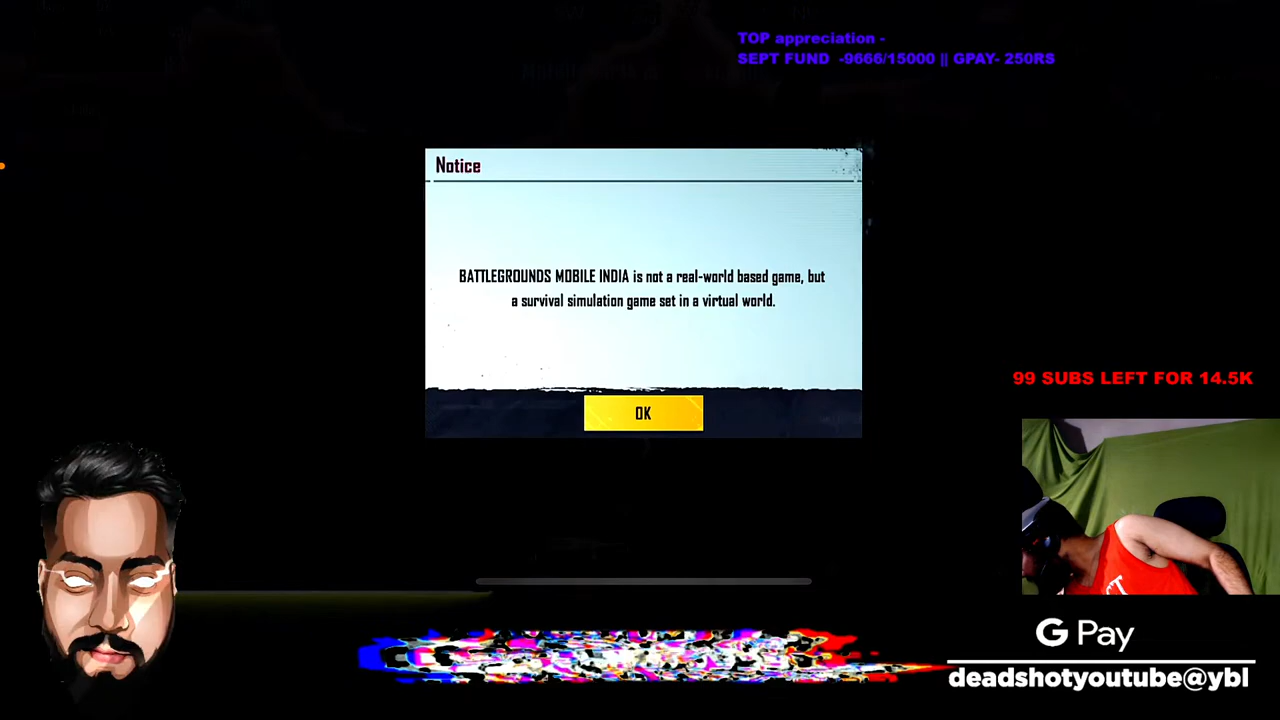 TOP appreciation -
SEPT FUND -9666/15000 || GPAY- 250RS
Notice
BATTLEGROUNDS MOBILE INDIA is not a real-world based game, but
a survival simulation game set in a virtual world.
OK
99 SUBS LEFT FOR 14.5K
G Pay
deadshotyoutube@ybl